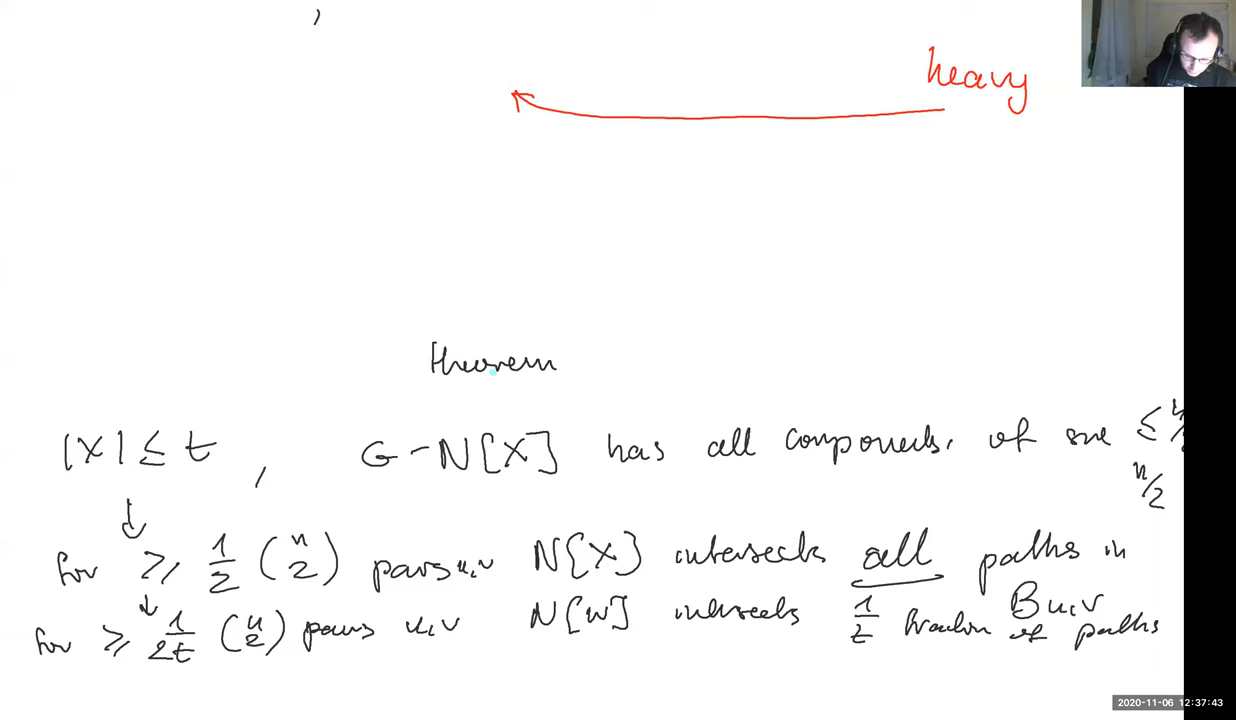 heavy
Theorem
|X| ≤ t , G - N[X] has all components of size ≤
n/2
↓
for ≥ 1/2 (n 2) pairs u,v N[X] intersects all paths in
B u,v
↓
for ≥ 1/2t (n 2) pairs u,v N[w] intersects 1/t fraction of paths
2020-11-06 12:37:43